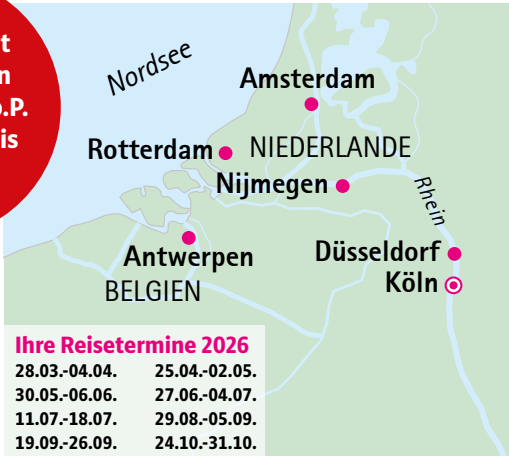 t
n
.P.
is
Nordsee
Amsterdam
Rotterdam
NIEDERLANDE
Nijmegen
Rhein
Antwerpen
BELGIEN
Düsseldorf
Köln
Ihre Reisetermine 2026
28.03.-04.04. 25.04.-02.05.
30.05.-06.06. 27.06.-04.07.
11.07.-18.07. 29.08.-05.09.
19.09.-26.09. 24.10.-31.10.